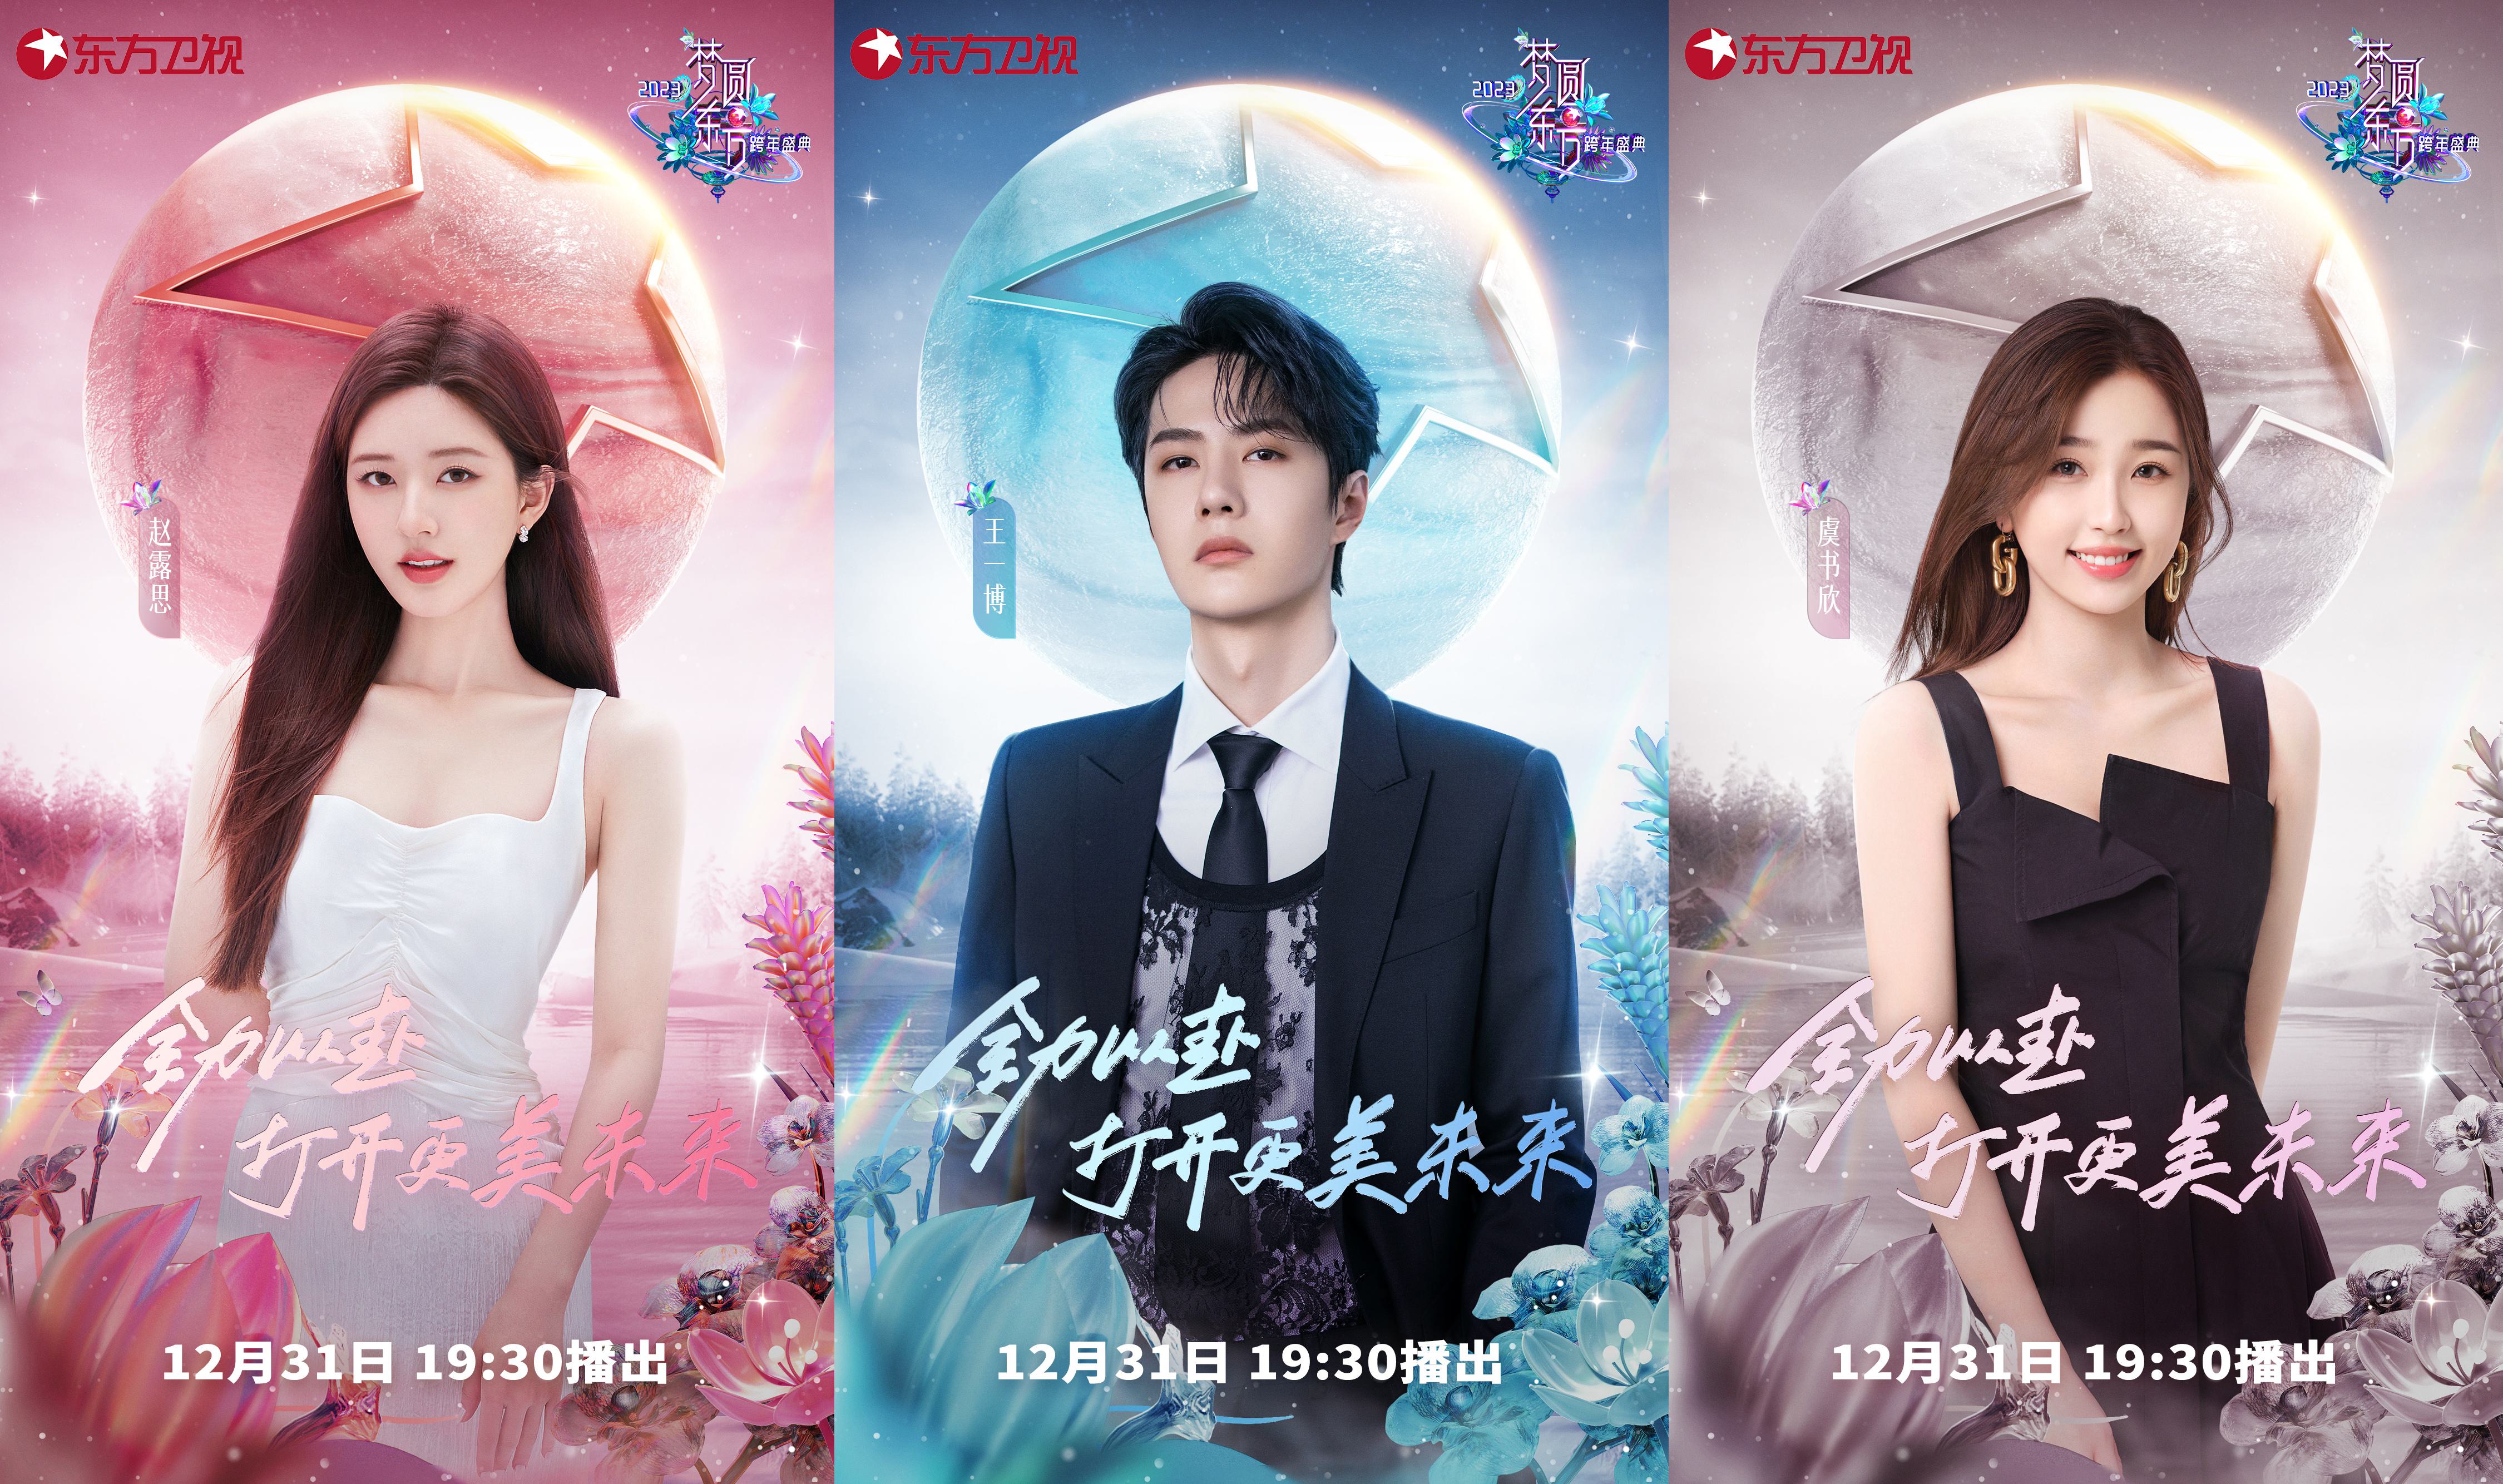 东方卫视
2023
梦圆
东方
跨年盛典
赵露思
全力以赴
打开更美未来
12月31日 19:30播出
东方卫视
2023
梦圆
东方
跨年盛典
王一博
全力以赴
打开更美未来
12月31日 19:30播出
东方卫视
2023
梦圆
东方
跨年盛典
虞书欣
全力以赴
打开更美未来
12月31日 19:30播出